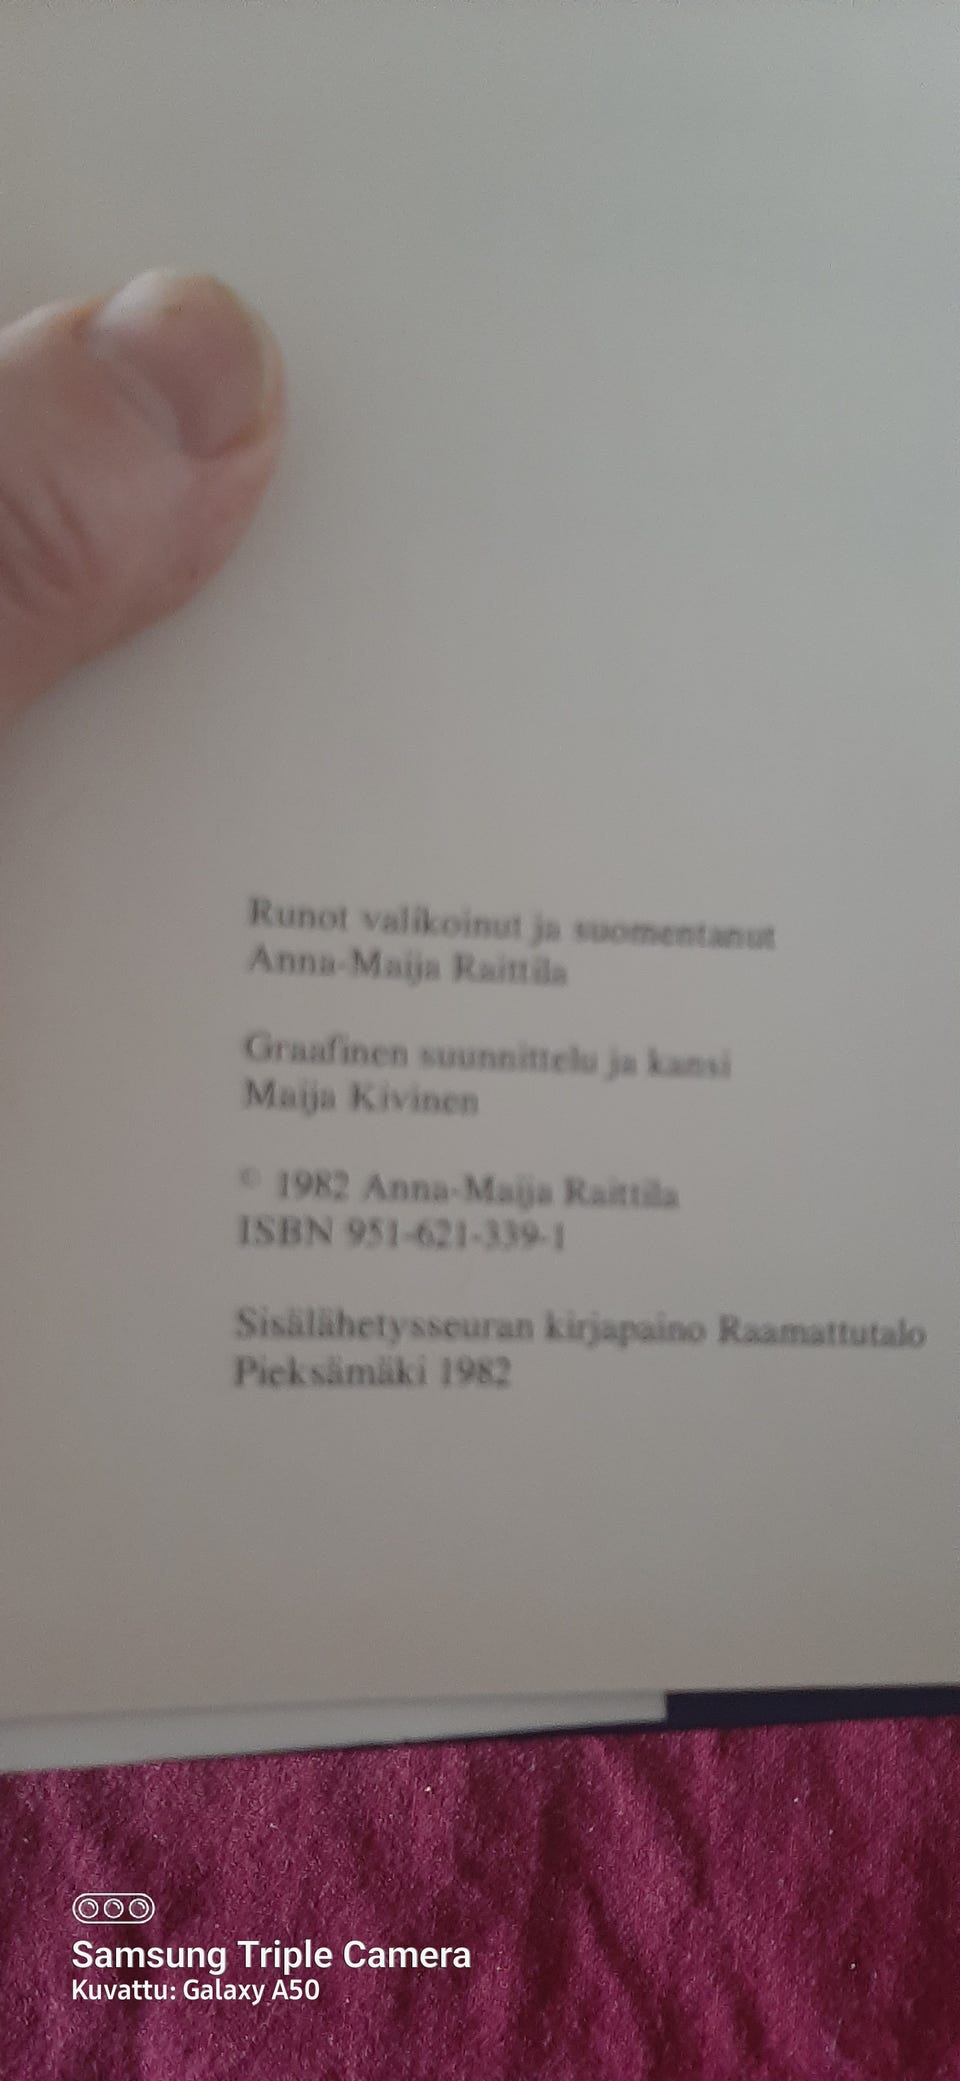 Runot valikoinut ja suomentanut
Anna-Maija Raittila
Graafinen suunnittelu ja kansi
Maija Kivinen
© 1982 Anna-Maija Raittila
ISBN 951-621-339-1
Sisälähetysseuran kirjapaino Raamattutalo
Pieksämäki 1982
Samsung Triple Camera
Kuvattu: Galaxy A50